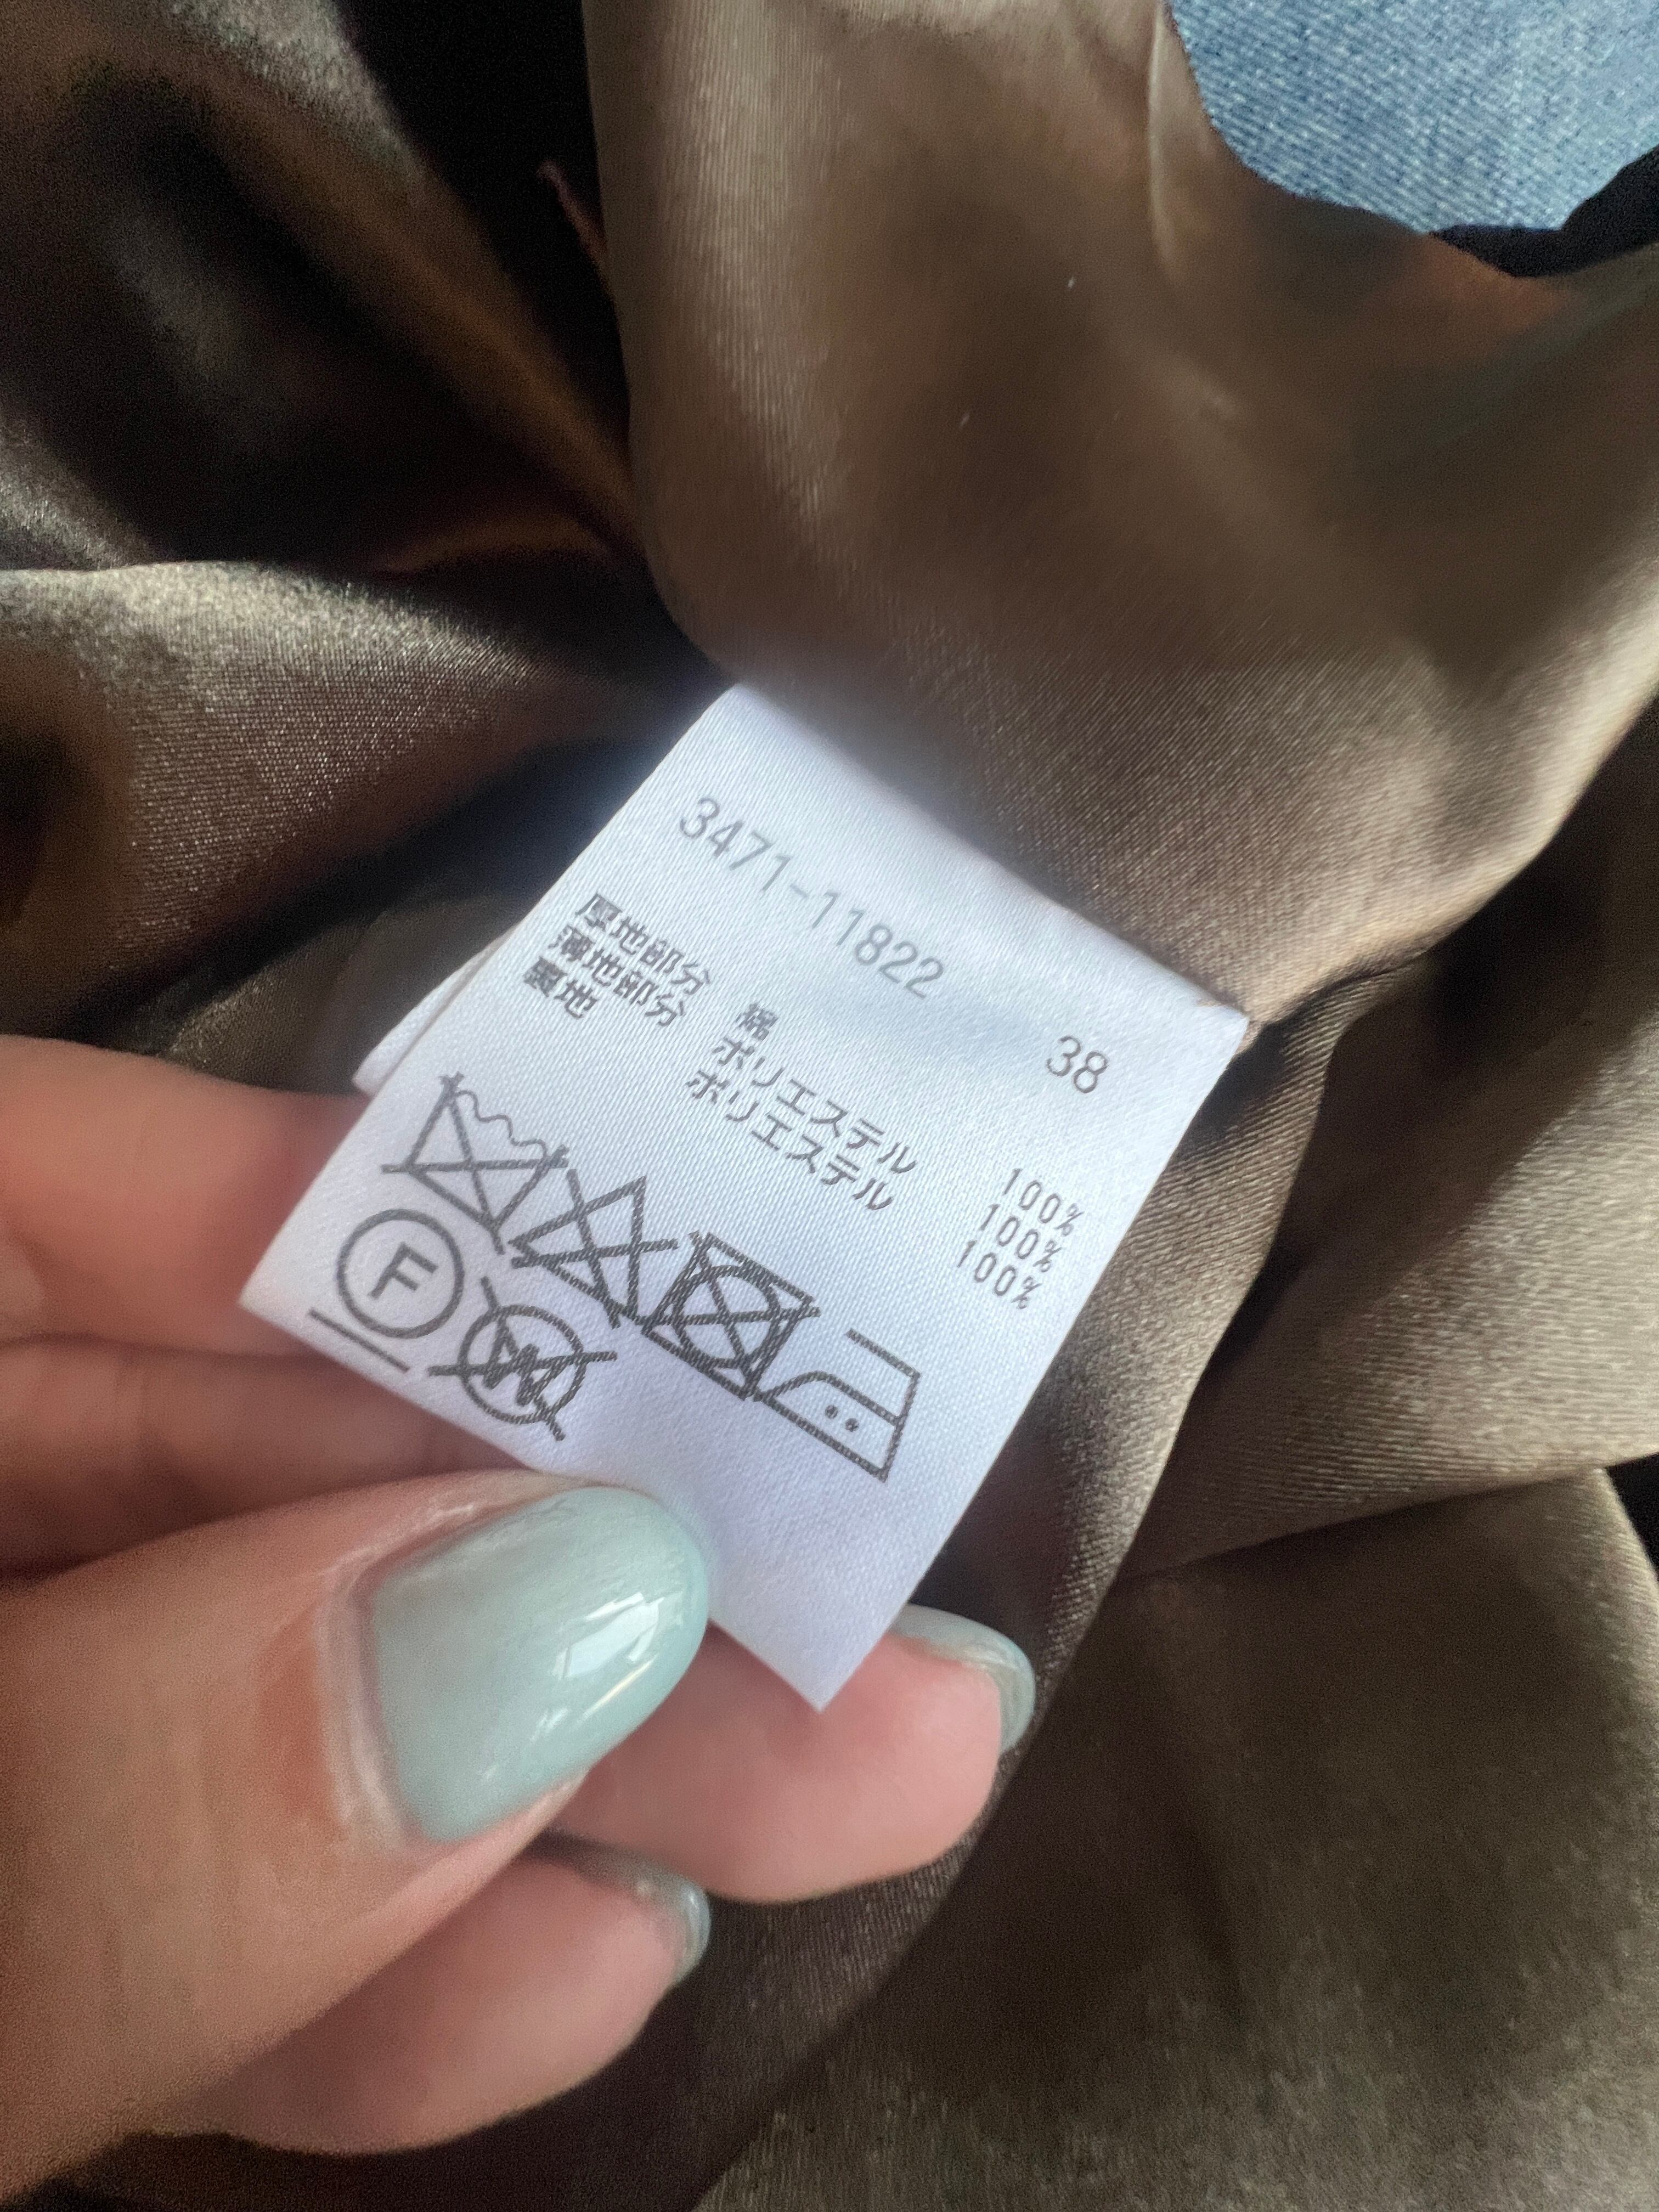 3471-11822
38
厚地部分 綿 100%
薄地部分 ポリエステル 100%
裏地 ポリエステル 100%
F
W